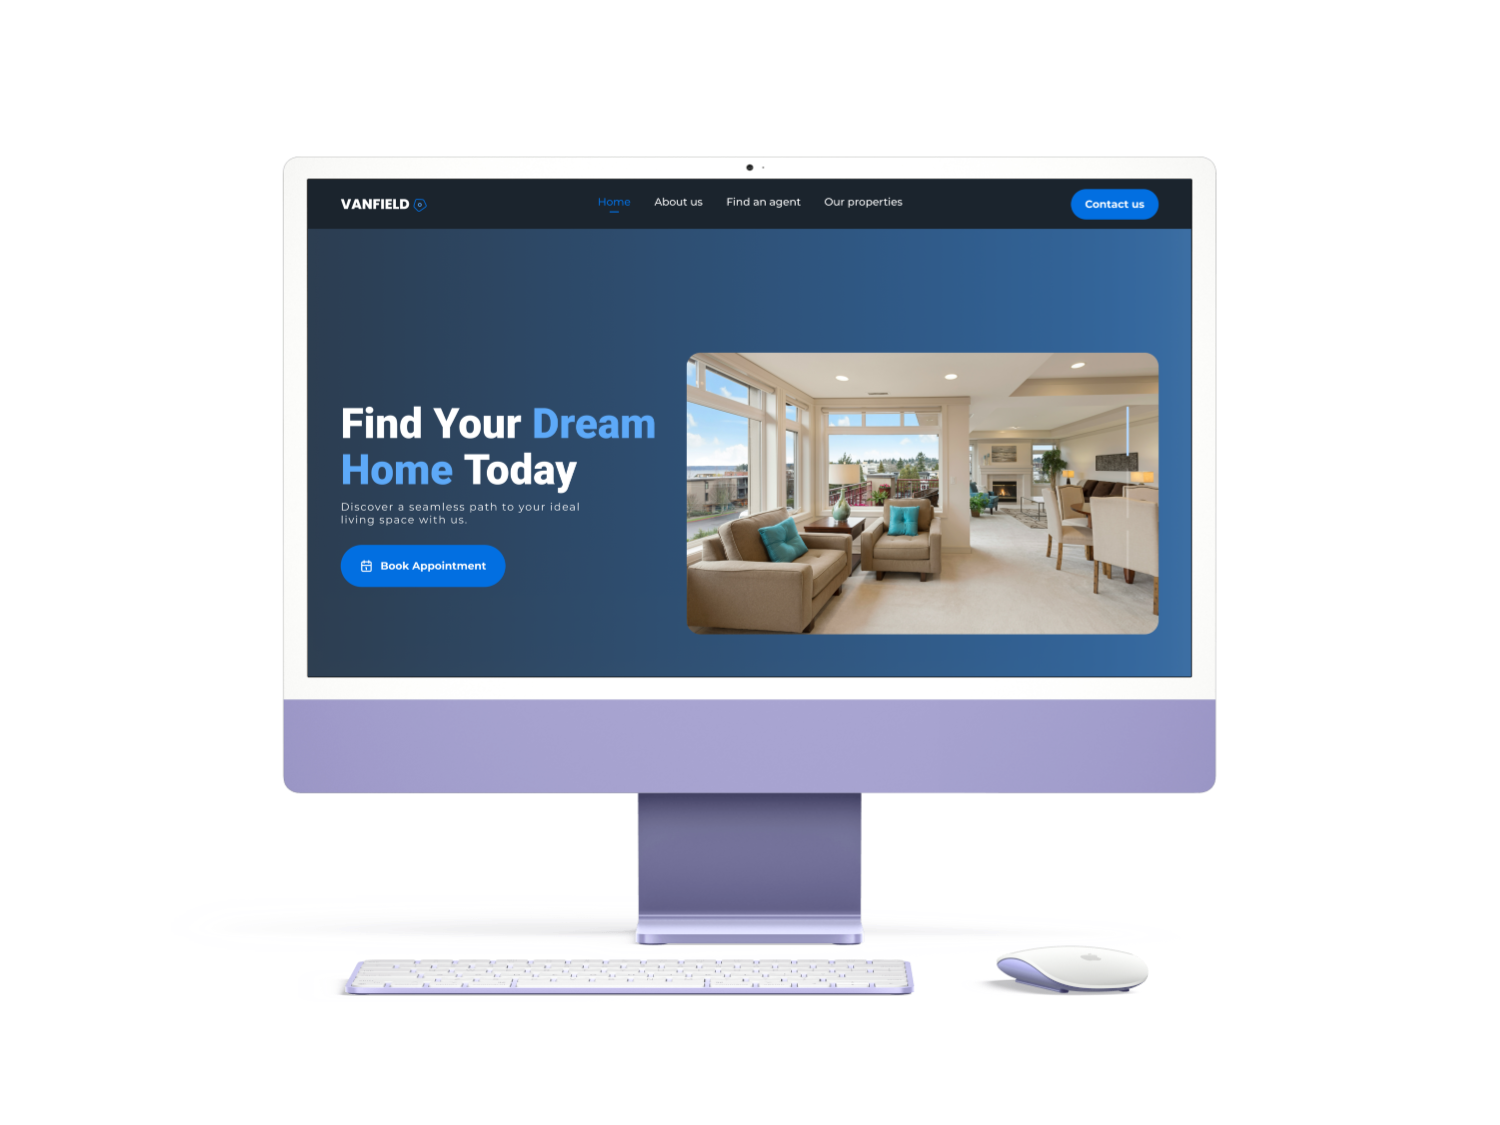 VANFIELD
Home
About us
Find an agent
Our properties
Contact us
Find Your Dream
Home Today
Discover a seamless path to your ideal
living space with us.
Book Appointment